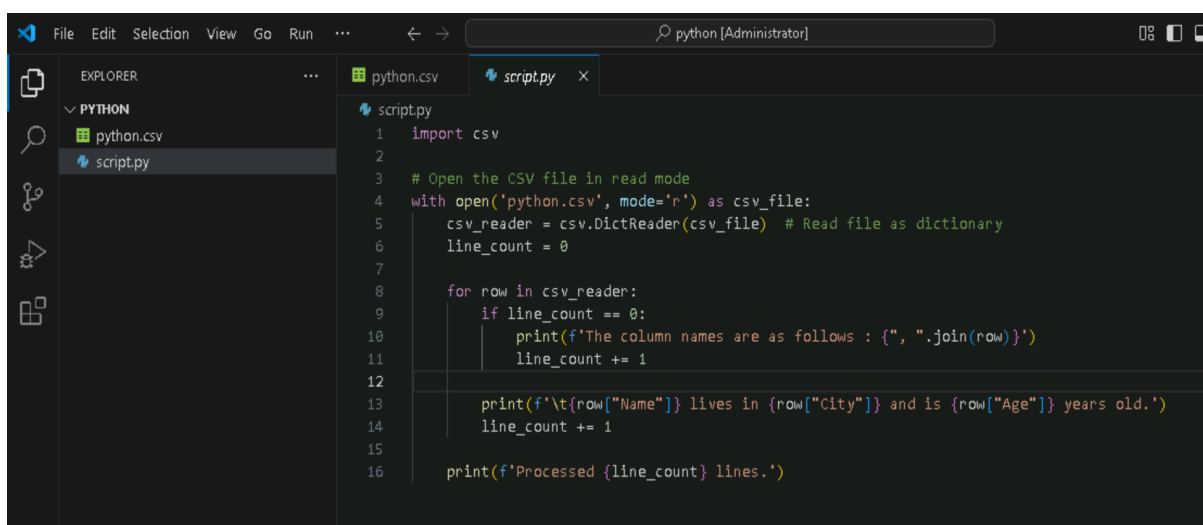 File Edit Selection View Go Run ··· python [Administrator]
EXPLORER ···
PYTHON
python.csv
script.py
python.csv script.py ×
script.py
1 import csv
2
3 # Open the CSV file in read mode
4 with open('python.csv', mode='r') as csv_file:
5     csv_reader = csv.DictReader(csv_file)  # Read file as dictionary
6     line_count = 0
7
8     for row in csv_reader:
9         if line_count == 0:
10             print(f'The column names are as follows : {", ".join(row)}')
11             line_count += 1
12
13         print(f'\t{row["Name"]} lives in {row["City"]} and is {row["Age"]} years old.')
14         line_count += 1
15
16     print(f'Processed {line_count} lines.')